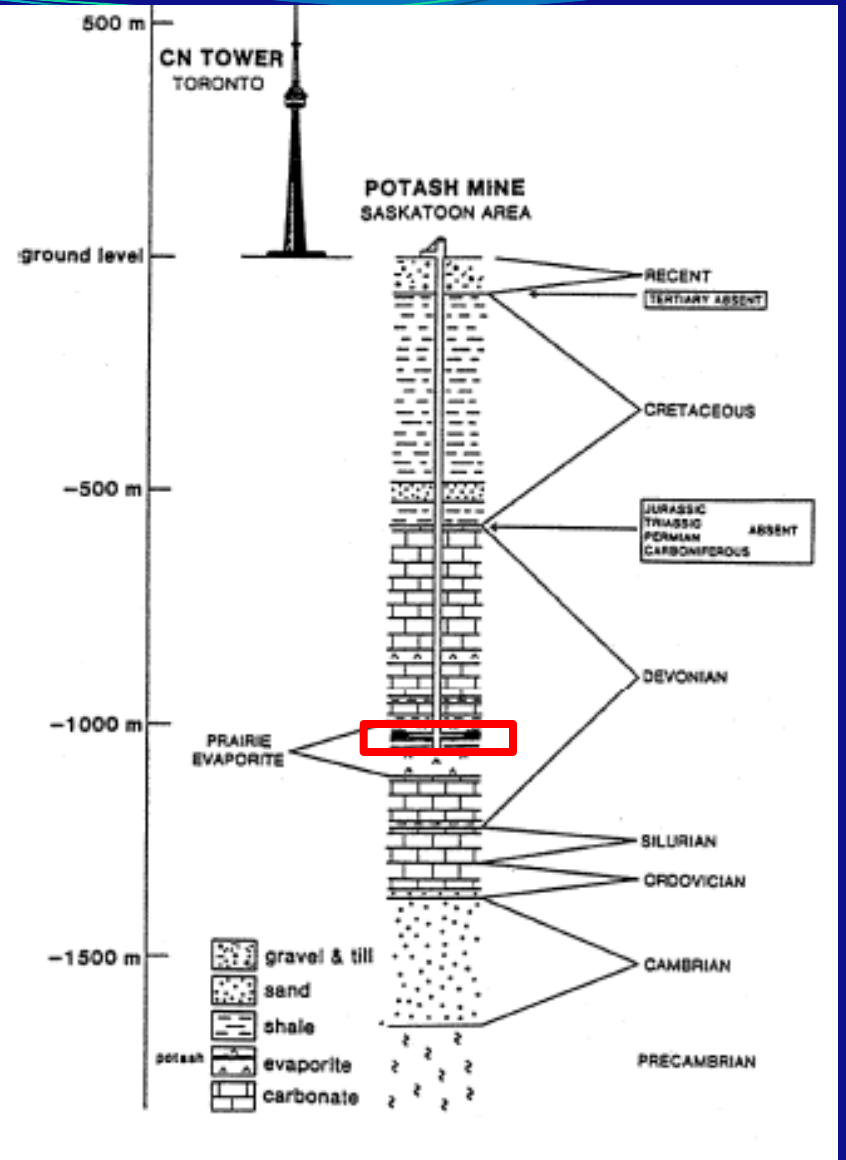 500 m
CN TOWER
TORONTO
POTASH MINE
SASKATOON AREA
ground level
RECENT
TERTIARY ABSENT
CRETACEOUS
-500 m
JURASSIC
TRIASSIC
PERMIAN
CARBONIFEROUS
ABSENT
DEVONIAN
-1000 m
PRAIRIE
EVAPORITE
SILURIAN
ORDOVICIAN
-1500 m
gravel & till
CAMBRIAN
sand
shale
potash
evaporite
PRECAMBRIAN
carbonate